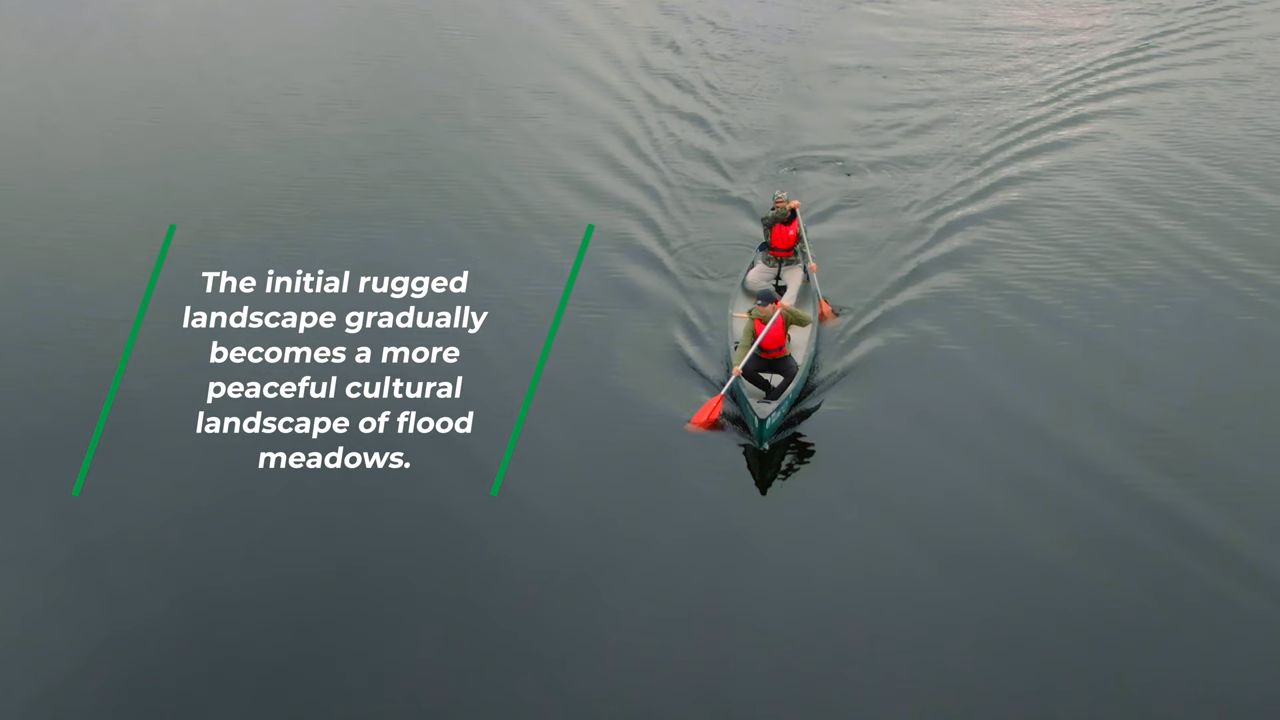 The initial rugged
landscape gradually
becomes a more
peaceful cultural
landscape of flood
meadows.